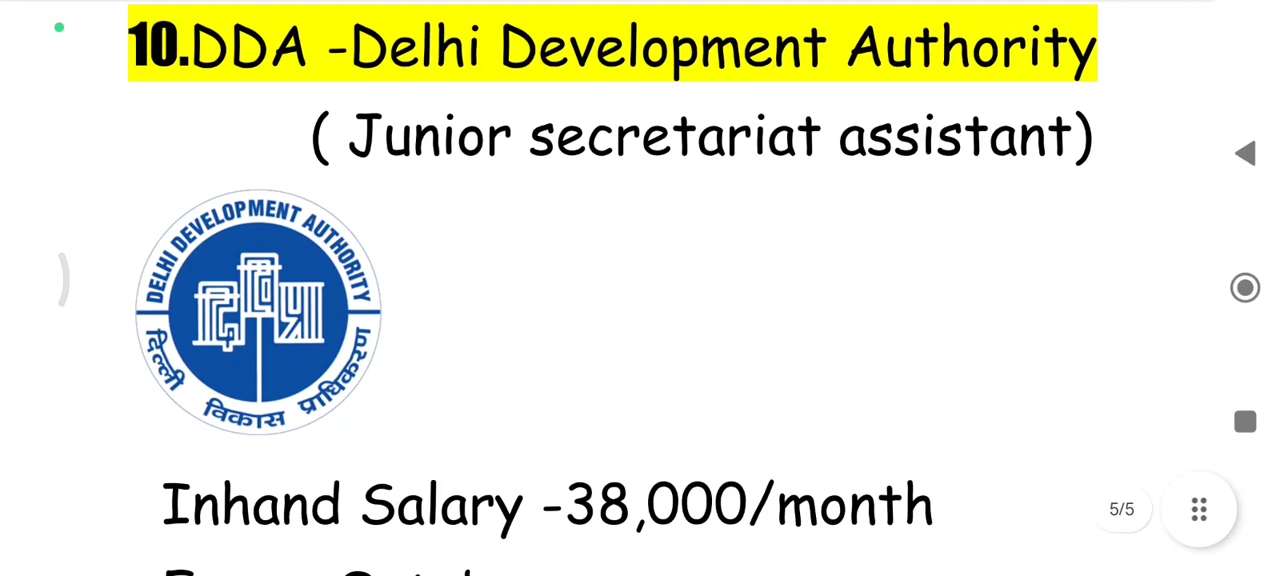 10.DDA -Delhi Development Authority
( Junior secretariat assistant)
DELHI DEVELOPMENT AUTHORITY
दिविप्रा
दिल्ली विकास प्राधिकरण
Inhand Salary -38,000/month
5/5